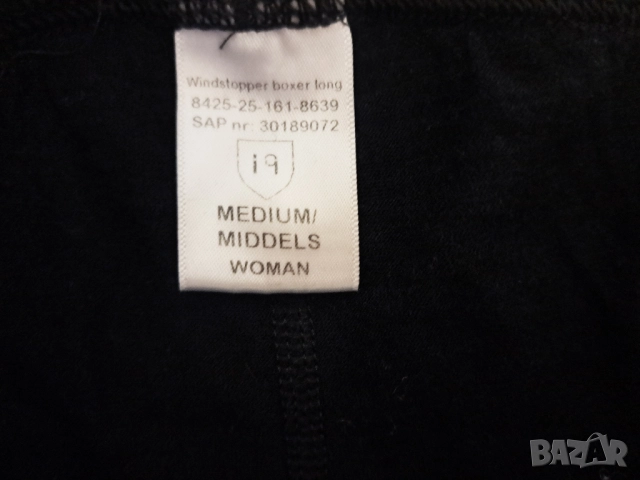 Windstopper boxer long
8425-25-161-8639
SAP nr: 30189072
i9
MEDIUM/
MIDDELS
WOMAN
BAZAR